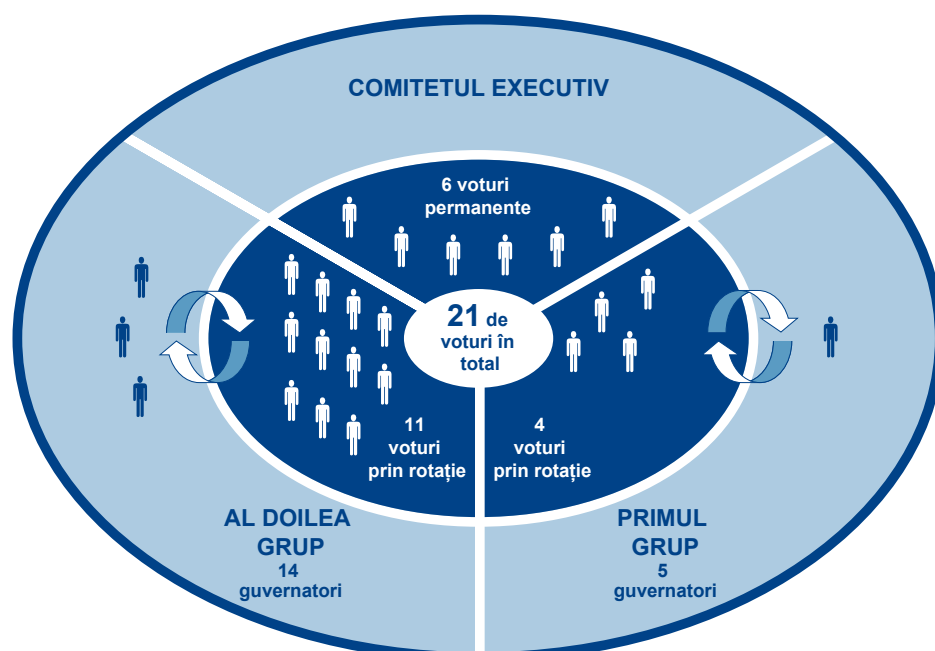 COMITETUL EXECUTIV
6 voturi
permanente
21 de
voturi în
total
11
voturi
prin rotație
4
voturi
prin rotație
AL DOILEA
GRUP
14
guvernatori
PRIMUL
GRUP
5
guvernatori